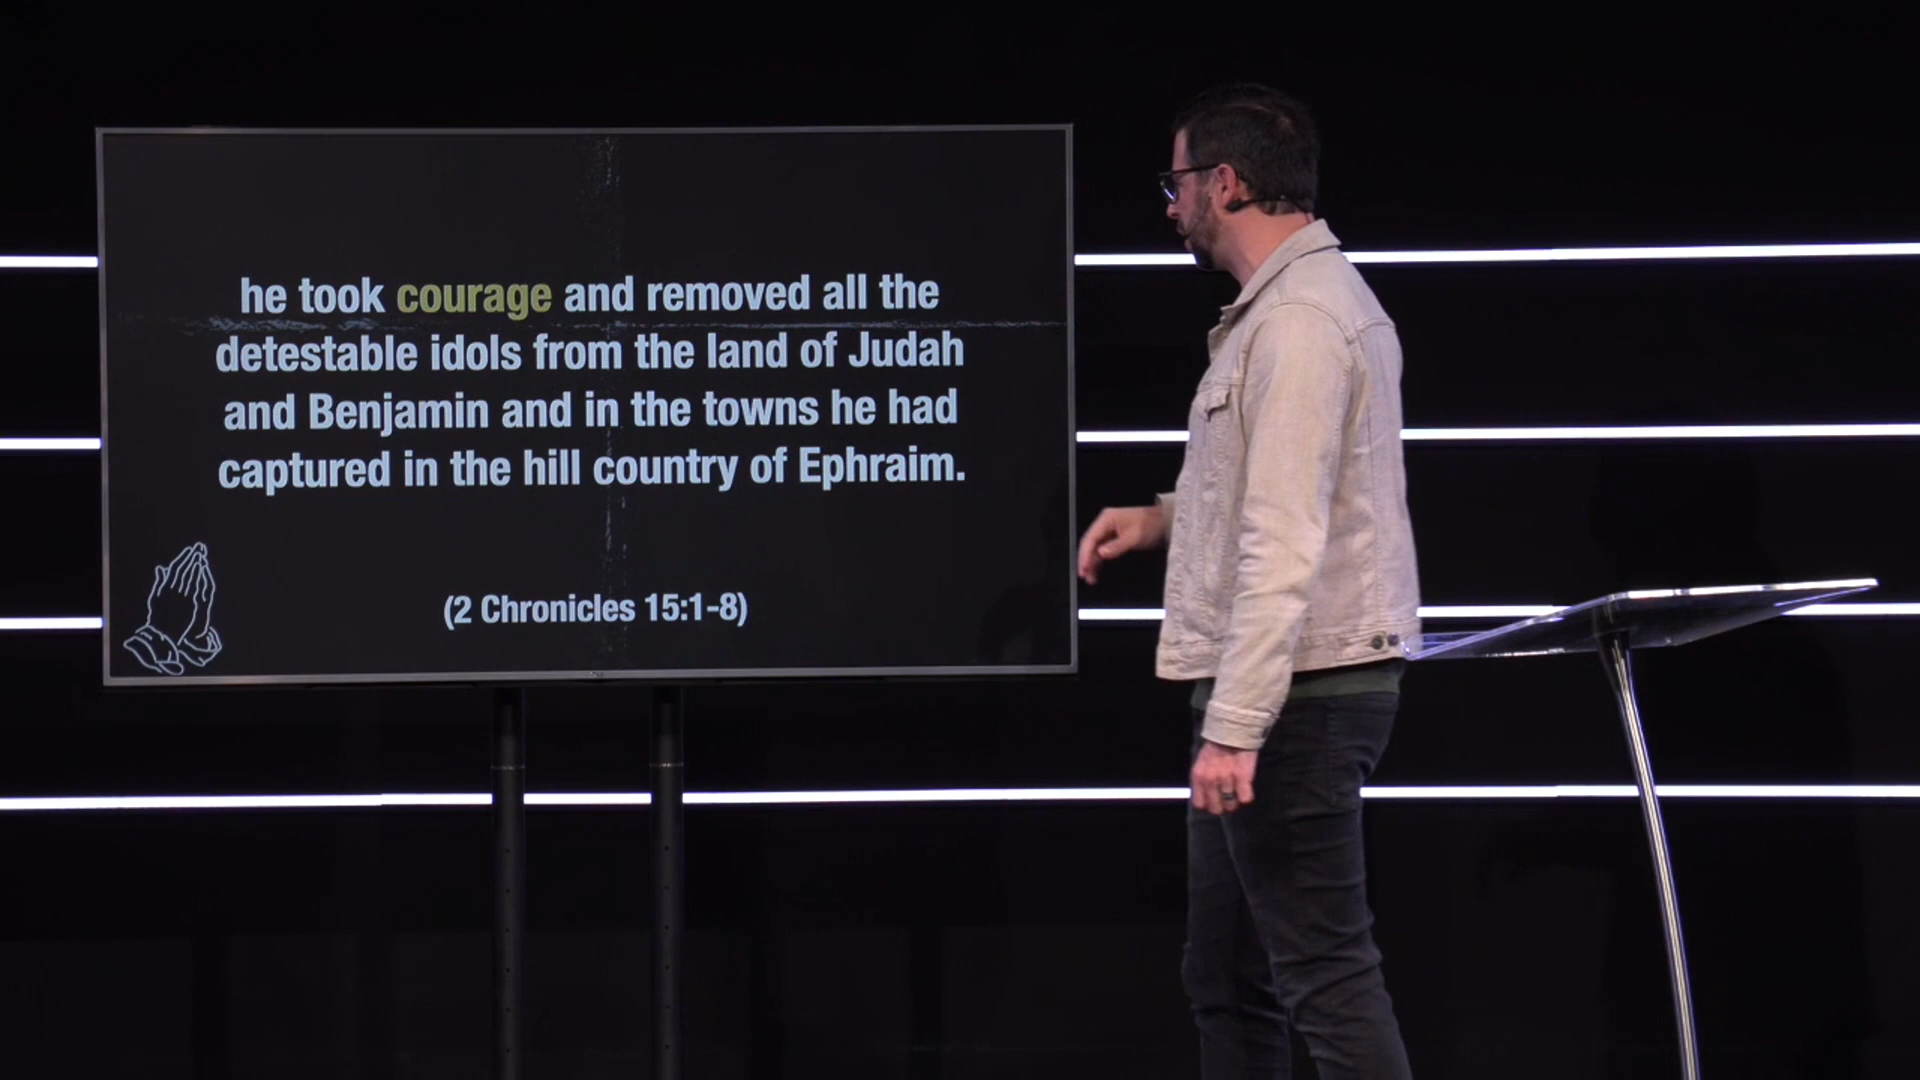 he took courage and removed all the
detestable idols from the land of Judah
and Benjamin and in the towns he had
captured in the hill country of Ephraim.
(2 Chronicles 15:1-8)